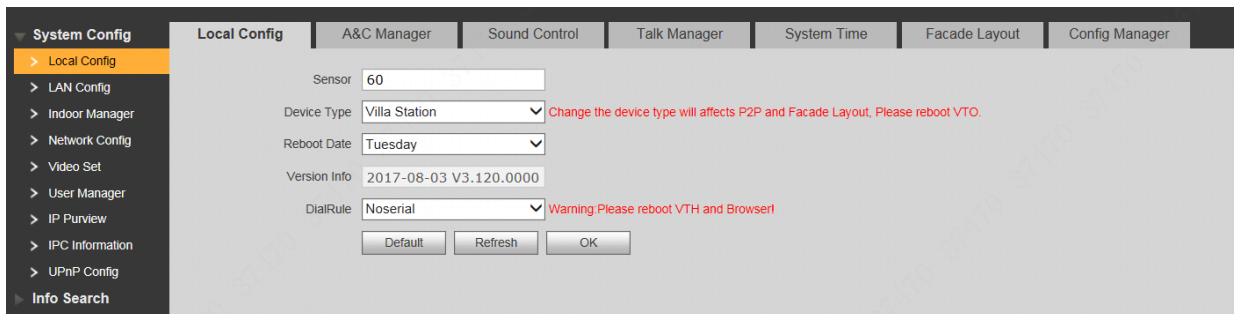 System Config
Local Config
LAN Config
Indoor Manager
Network Config
Video Set
User Manager
IP Purview
IPC Information
UPnP Config
Info Search
Local Config A&C Manager Sound Control Talk Manager System Time Facade Layout Config Manager
Sensor 60
Device Type Villa Station Change the device type will affects P2P and Facade Layout, Please reboot VTO.
Reboot Date Tuesday
Version Info 2017-08-03 V3.120.0000
DialRule Noserial Warning:Please reboot VTH and Browser!
Default Refresh OK
37470
37470
37470
37470